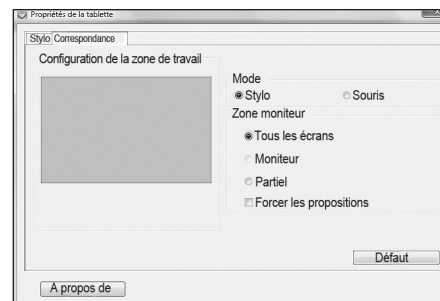 Propriétés de la tablette
Stylo Correspondance
Configuration de la zone de travail
Mode
Stylo Souris
Zone moniteur
Tous les écrans
Moniteur
Partiel
Forcer les propositions
Défaut
A propos de